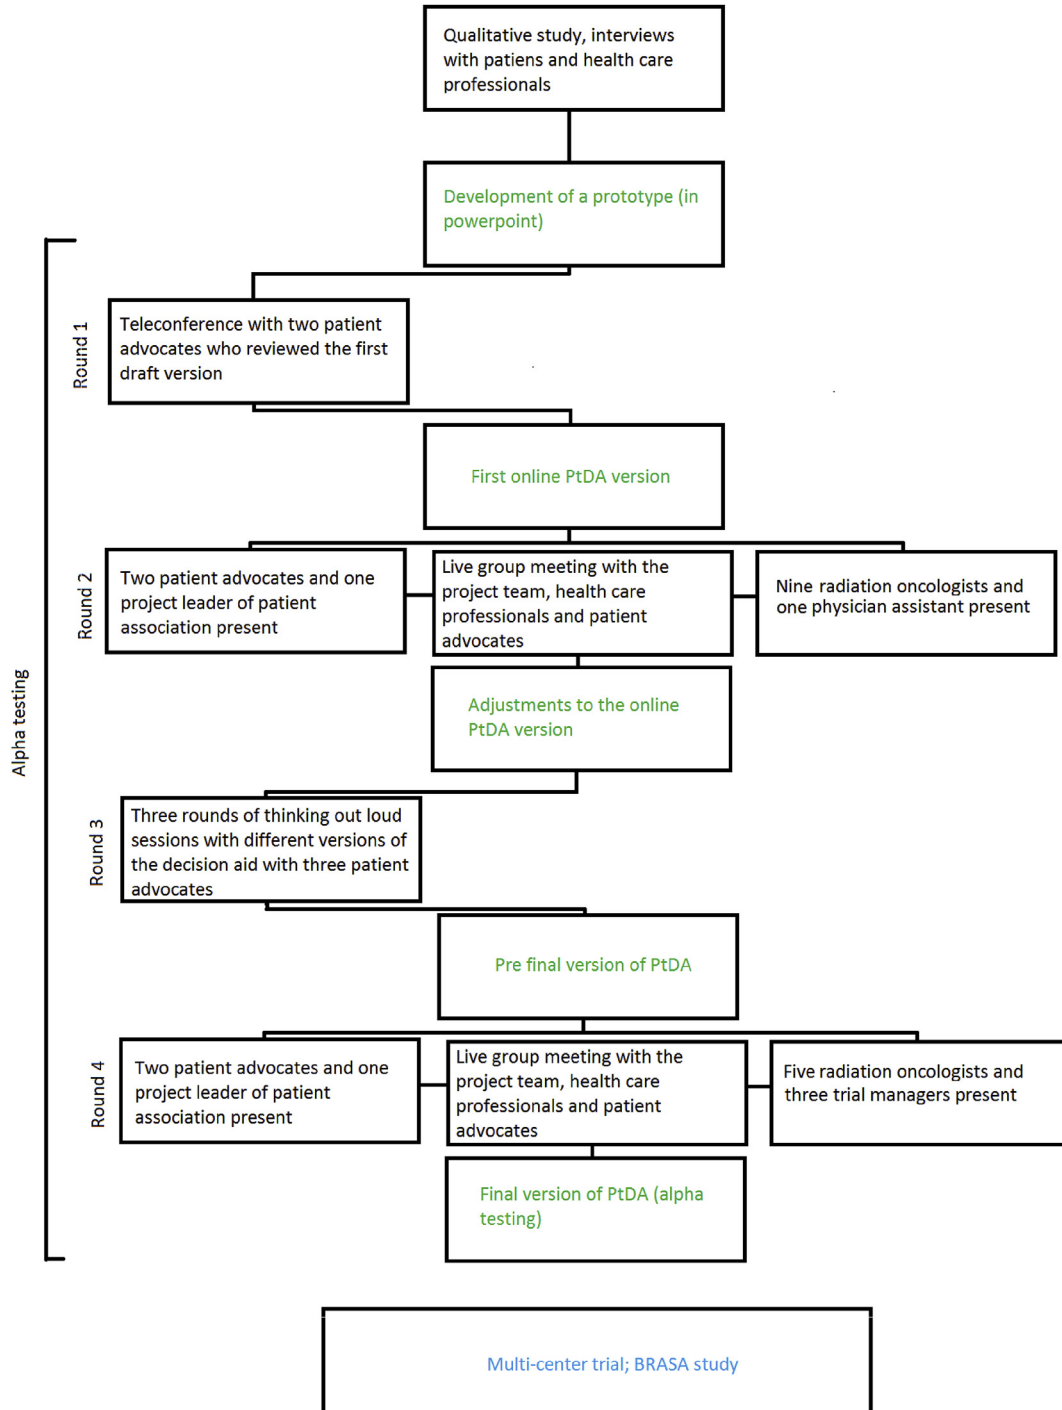 Qualitative study, interviews
with patiens and health care
professionals
Development of a prototype (in
powerpoint)
Alpha testing
Round 1
Teleconference with two patient
advocates who reviewed the first
draft version
First online PtDA version
Round 2
Two patient advocates and one
project leader of patient
association present
Live group meeting with the
project team, health care
professionals and patient
advocates
Nine radiation oncologists and
one physician assistant present
Adjustments to the online
PtDA version
Round 3
Three rounds of thinking out loud
sessions with different versions of
the decision aid with three patient
advocates
Pre final version of PtDA
Round 4
Two patient advocates and one
project leader of patient
association present
Live group meeting with the
project team, health care
professionals and patient
advocates
Five radiation oncologists and
three trial managers present
Final version of PtDA (alpha
testing)
Multi-center trial; BRASA study